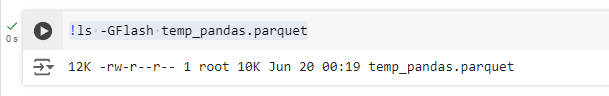 !ls -GFlash temp_pandas.parquet
0s
12K -rw-r--r-- 1 root 10K Jun 20 00:19 temp_pandas.parquet